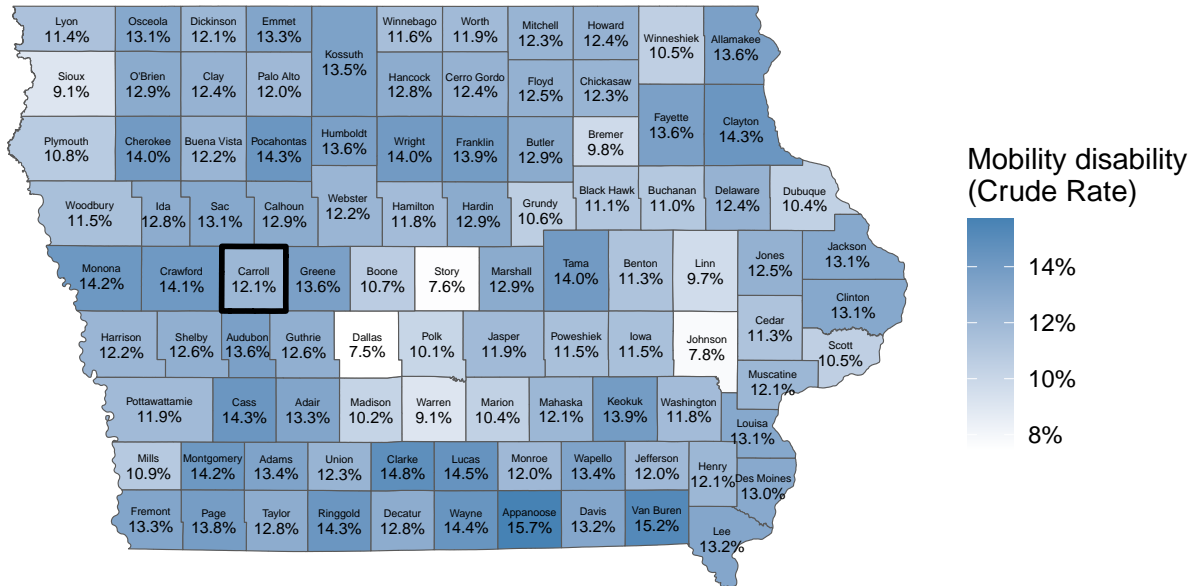 Lyon
11.4%
Osceola
13.1%
Dickinson
12.1%
Emmet
13.3%
Kossuth
13.5%
Winnebago
11.6%
Worth
11.9%
Mitchell
12.3%
Howard
12.4%
Winneshiek
10.5%
Allamakee
13.6%
Sioux
9.1%
O'Brien
12.9%
Clay
12.4%
Palo Alto
12.0%
Hancock
12.8%
Cerro Gordo
12.4%
Floyd
12.5%
Chickasaw
12.3%
Fayette
13.6%
Clayton
14.3%
Plymouth
10.8%
Cherokee
14.0%
Buena Vista
12.2%
Pocahontas
14.3%
Humboldt
13.6%
Wright
14.0%
Franklin
13.9%
Butler
12.9%
Bremer
9.8%
Woodbury
11.5%
Ida
12.8%
Sac
13.1%
Calhoun
12.9%
Webster
12.2%
Hamilton
11.8%
Hardin
12.9%
Grundy
10.6%
Black Hawk
11.1%
Buchanan
11.0%
Delaware
12.4%
Dubuque
10.4%
Monona
14.2%
Crawford
14.1%
Carroll
12.1%
Greene
13.6%
Boone
10.7%
Story
7.6%
Marshall
12.9%
Tama
14.0%
Benton
11.3%
Linn
9.7%
Jones
12.5%
Jackson
13.1%
Clinton
13.1%
Harrison
12.2%
Shelby
12.6%
Audubon
13.6%
Guthrie
12.6%
Dallas
7.5%
Polk
10.1%
Jasper
11.9%
Poweshiek
11.5%
Iowa
11.5%
Johnson
7.8%
Cedar
11.3%
Scott
10.5%
Muscatine
12.1%
Pottawattamie
11.9%
Cass
14.3%
Adair
13.3%
Madison
10.2%
Warren
9.1%
Marion
10.4%
Mahaska
12.1%
Keokuk
13.9%
Washington
11.8%
Louisa
13.1%
Mills
10.9%
Montgomery
14.2%
Adams
13.4%
Union
12.3%
Clarke
14.8%
Lucas
14.5%
Monroe
12.0%
Wapello
13.4%
Jefferson
12.0%
Henry
12.1%
Des Moines
13.0%
Fremont
13.3%
Page
13.8%
Taylor
12.8%
Ringgold
14.3%
Decatur
12.8%
Wayne
14.4%
Appanoose
15.7%
Davis
13.2%
Van Buren
15.2%
Lee
13.2%
Mobility disability
(Crude Rate)
14%
12%
10%
8%